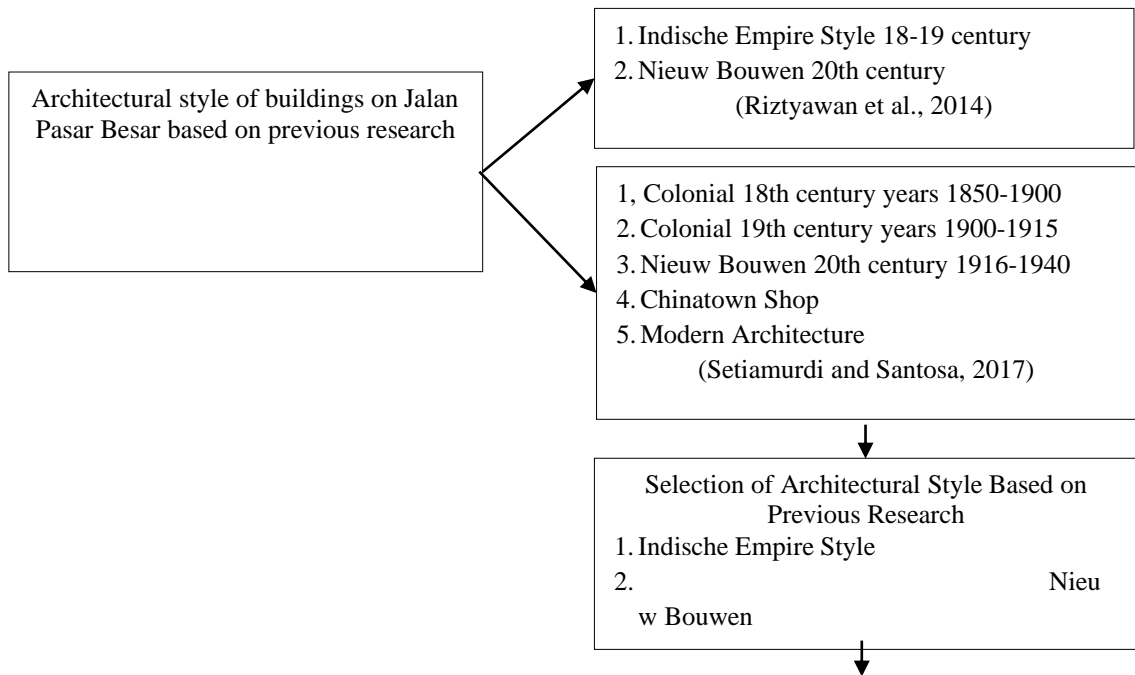 Architectural style of buildings on Jalan
Pasar Besar based on previous research
1. Indische Empire Style 18-19 century
2. Nieuw Bouwen 20th century
(Riztyawan et al., 2014)
1, Colonial 18th century years 1850-1900
2. Colonial 19th century years 1900-1915
3. Nieuw Bouwen 20th century 1916-1940
4. Chinatown Shop
5. Modern Architecture
(Setiamurdi and Santosa, 2017)
Selection of Architectural Style Based on
Previous Research
1. Indische Empire Style
2. Nieu
w Bouwen